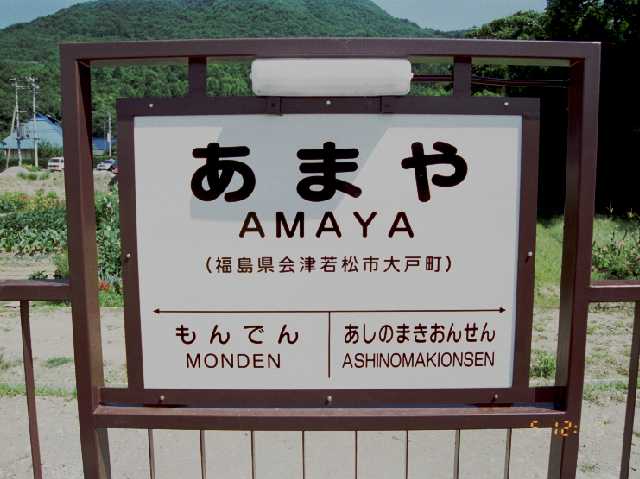 あまや
AMAYA
(福島県会津若松市大戸町)
もんでん
MONDEN
あしのまきおんせん
ASHINOMAKIONSEN